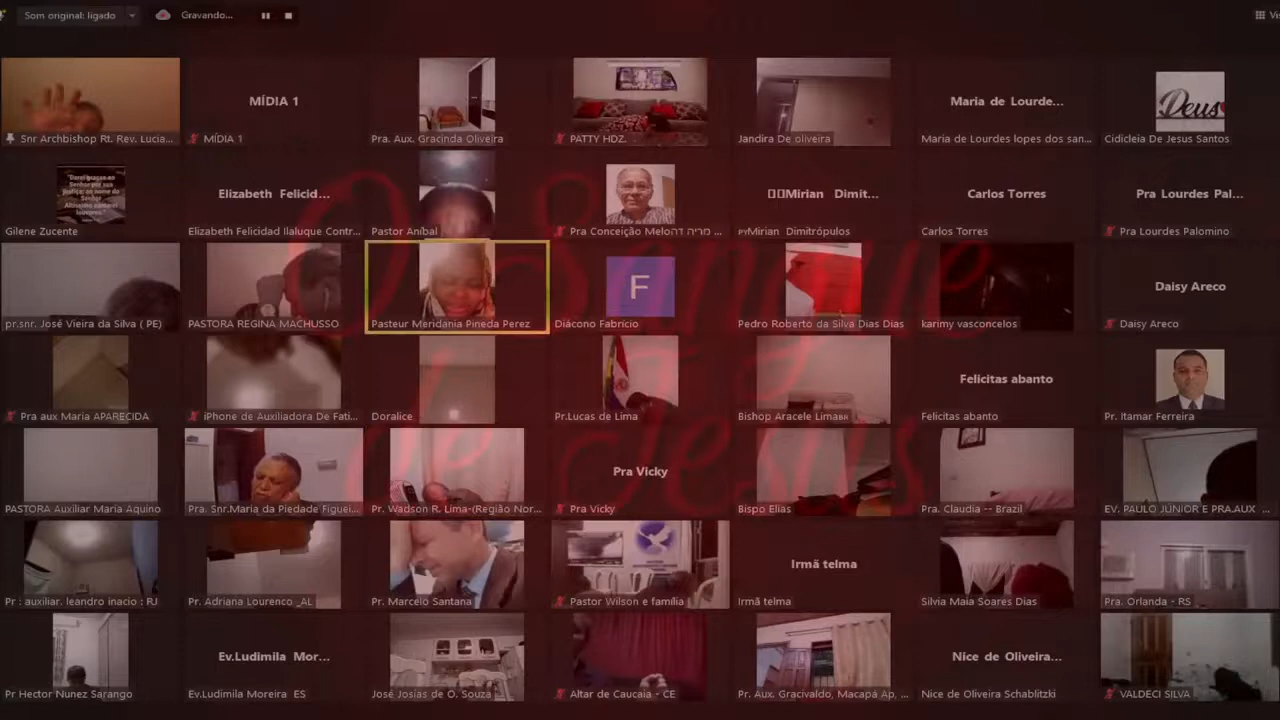 Som original: ligado
Gravando...
Snr Archbishop Rt. Rev. Lucia...
MÍDIA 1
MÍDIA 1
Pra. Aux. Gracinda Oliveira
PATTY HDZ.
Jandira De oliveira
Maria de Lourde...
Maria de Lourdes lopes dos san...
Deus
Cidicleia De Jesus Santos
Gilene Zucente
Elizabeth Felicid...
Elizabeth Felicidad Ilaluque Contr...
Pastor Aníbal
Pra Conceição Melo
Mirian Dimit...
Mirian Dimitrópulos
Carlos Torres
Carlos Torres
Pra Lourdes Pal...
Pra Lourdes Palomino
pr.snr. José Vieira da Silva ( PE)
PASTORA REGINA MACHUSSO
Pasteur Meridania Pineda Perez
F
Diácono Fabrício
Pedro Roberto da Silva Dias Dias
karimy vasconcelos
Daisy Areco
Daisy Areco
Pra aux Maria APARECIDA
iPhone de Auxiliadora De Fati...
Doralice
Pr.Lucas de Lima
Bishop Aracele Lima
Felicitas abanto
Felicitas abanto
Pr. Itamar Ferreira
PASTORA Auxiliar Maria Aquino
Pra. Snr.Maria da Piedade Figuei...
Pr. Wadson R. Lima-(Região Nor...
Pra Vicky
Pra Vicky
Bispo Elias
Pra. Claudia -- Brazil
EV. PAULO JÚNIOR E PRA.AUX ...
Pr : auxiliar. leandro inacio : RJ
Pr. Adriana Lourenco _AL
Pr. Marcelo Santana
Pastor Wilson e família
Irmã telma
Irmã telma
Silvia Maia Soares Dias
Pra. Orlanda - RS
Pr Hector Nunez Sarango
Ev.Ludimila Mor...
Ev.Ludimila Moreira ES
José Josías de O. Souza
Altar de Caucaia - CE
Pr. Aux. Gracivaldo, Macapá Ap, ...
Nice de Oliveira...
Nice de Oliveira Schablitzki
VALDECI SILVA
O Sangue
de Jesus